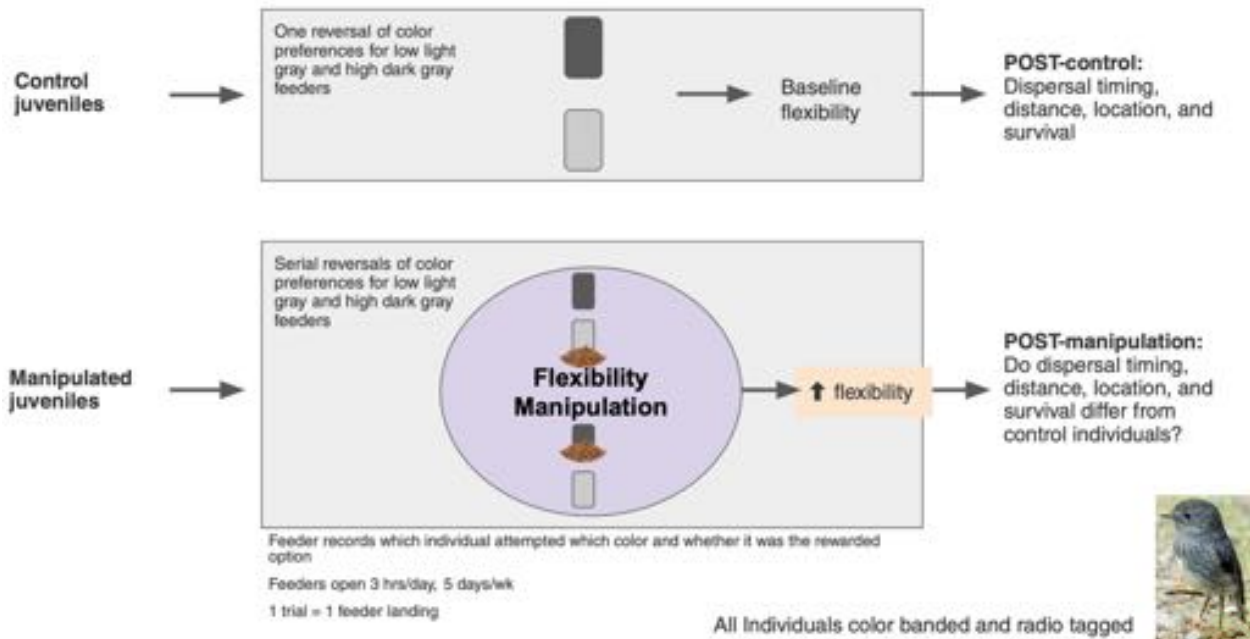 One reversal of color
preferences for low light
gray and high dark gray
feeders
Control
juveniles
Baseline
flexibility
POST-control:
Dispersal timing,
distance, location, and
survival
Serial reversals of color
preferences for low light
gray and high dark gray
feeders
Manipulated
juveniles
Flexibility
Manipulation
⬆ flexibility
POST-manipulation:
Do dispersal timing,
distance, location, and
survival differ from
control individuals?
Feeder records which individual attempted which color and whether it was the rewarded
option
Feeders open 3 hrs/day, 5 days/wk
1 trial = 1 feeder landing
All Individuals color banded and radio tagged